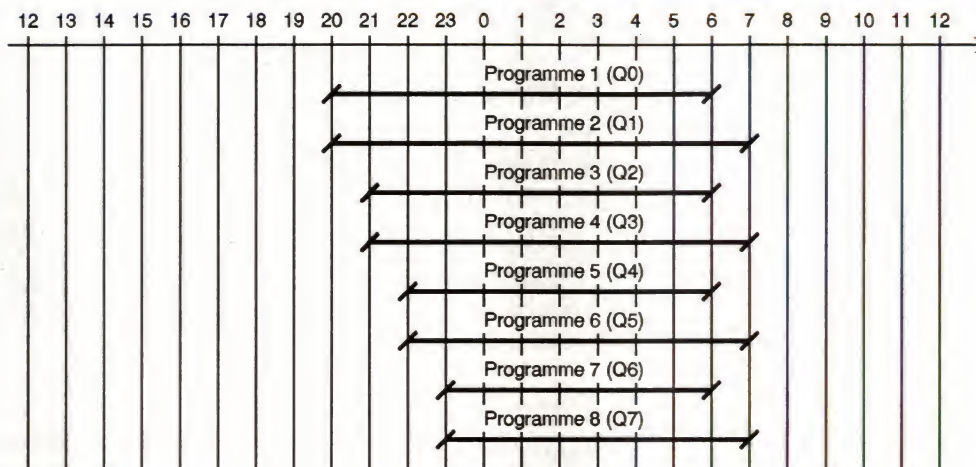 12 13 14 15 16 17 18 19 20 21 22 23 0 1 2 3 4 5 6 7 8 9 10 11 12
Programme 1 (Q0)
Programme 2 (Q1)
Programme 3 (Q2)
Programme 4 (Q3)
Programme 5 (Q4)
Programme 6 (Q5)
Programme 7 (Q6)
Programme 8 (Q7)